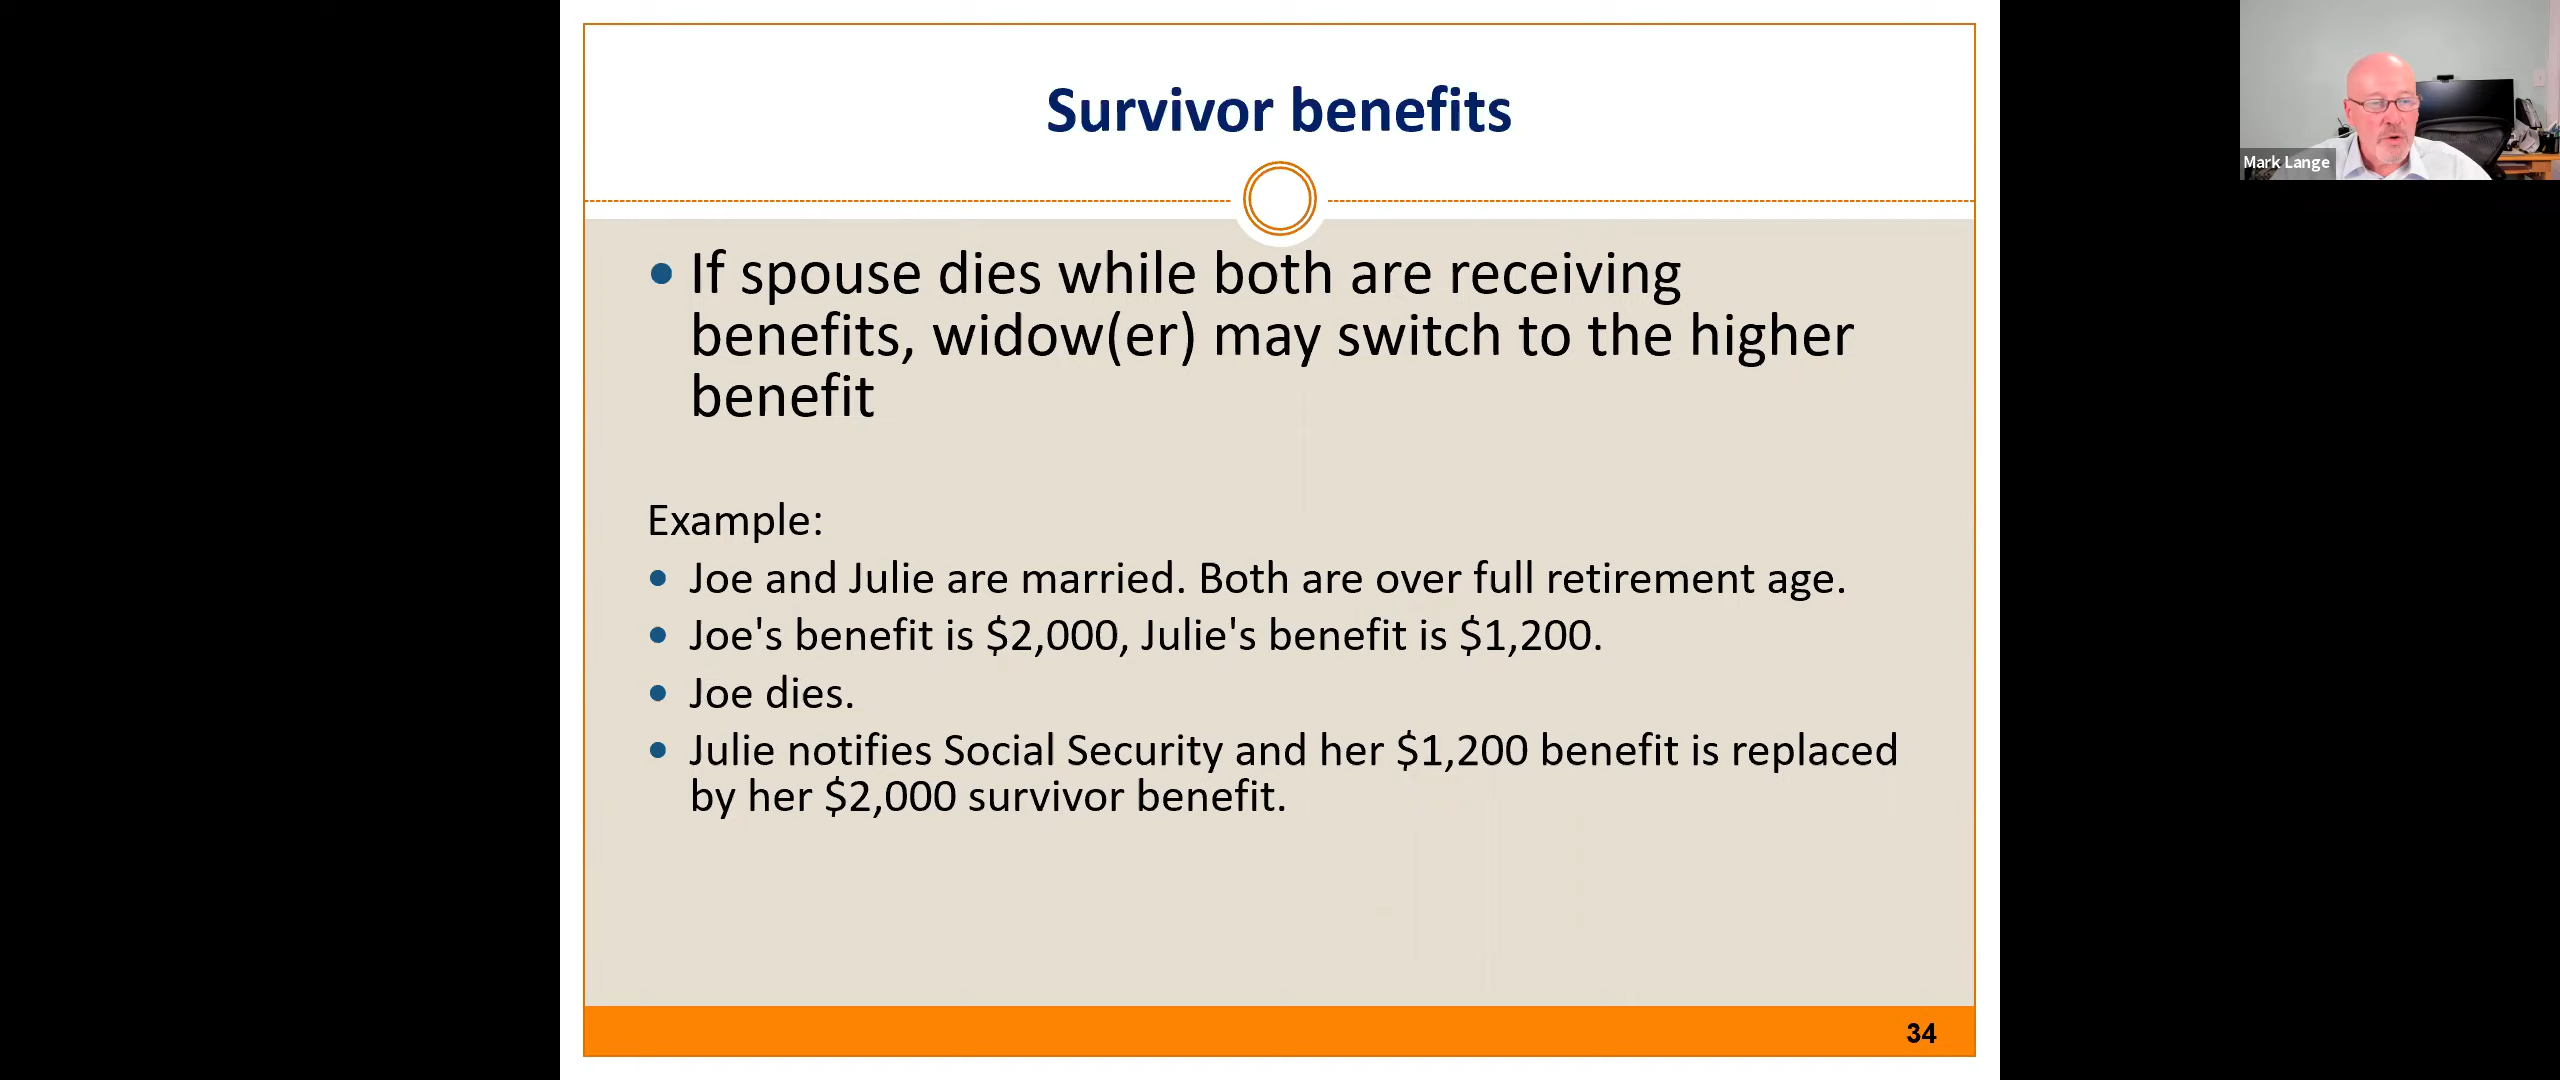 Survivor benefits
Mark Lange
• If spouse dies while both are receiving
benefits, widow(er) may switch to the higher
benefit
Example:
• Joe and Julie are married. Both are over full retirement age.
• Joe's benefit is $2,000, Julie's benefit is $1,200.
• Joe dies.
• Julie notifies Social Security and her $1,200 benefit is replaced
by her $2,000 survivor benefit.
34